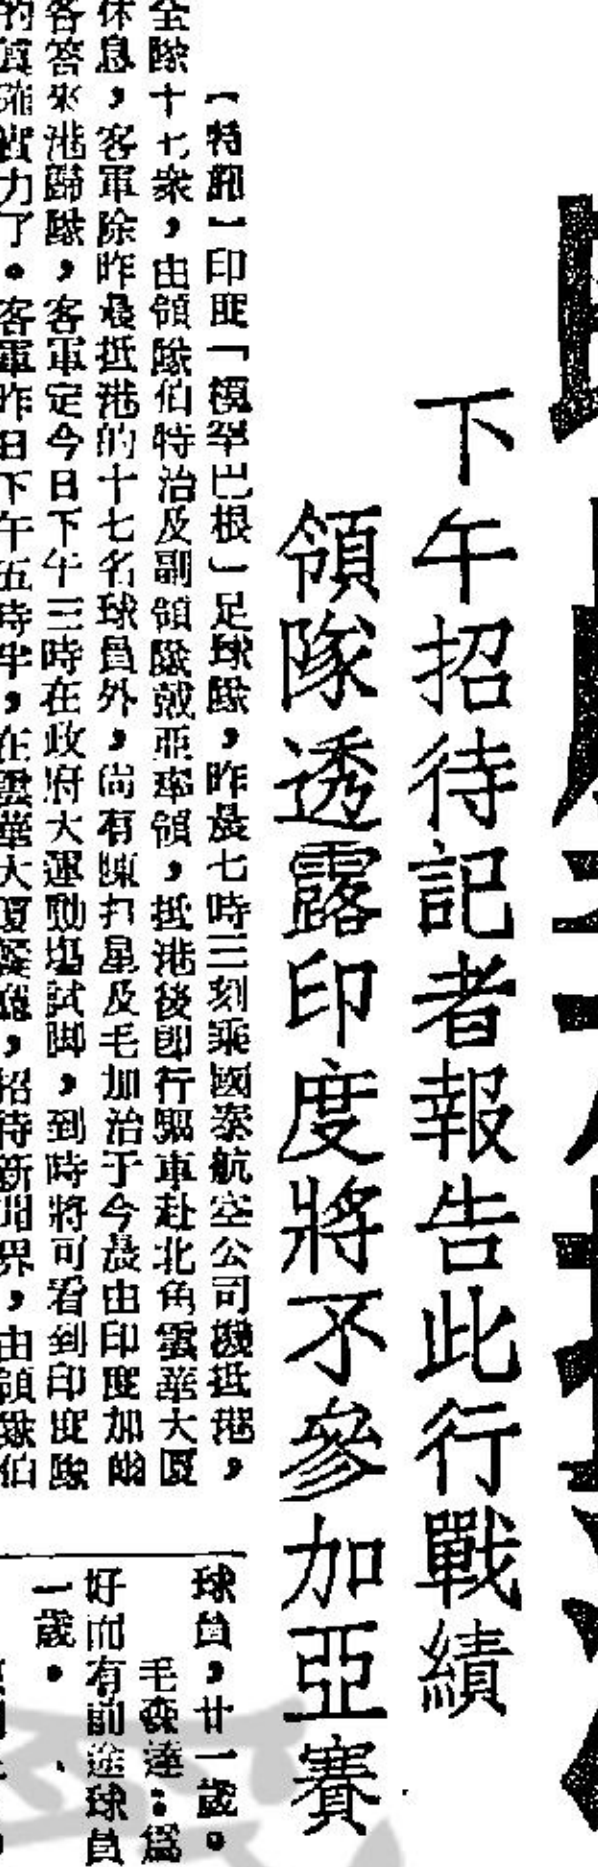 下午招待記者報告此行戰績
領隊透露印度將不參加亞賽
【特訊】印度「模罕巴根」足球隊，昨晨七時三刻乘國泰航空公司機抵港，
全隊十七衆，由領隊伯特治及副領隊戲亞率領，抵港後卽行驅車赴北角雲華大厦
休息，客軍除昨晨抵港的十七名球員外，尚有陳打星及毛加治于今晨由印度加爾
各答來港歸隊，客軍定今日下午三時在政府大運動塲試脚，到時將可看到印度隊
的眞確實力了。客軍昨日下午五時半，在雲華大厦餐廳，招待新聞界，由領隊伯
球員，廿一歲。
毛森達：爲
好而有前途球員
一歲。